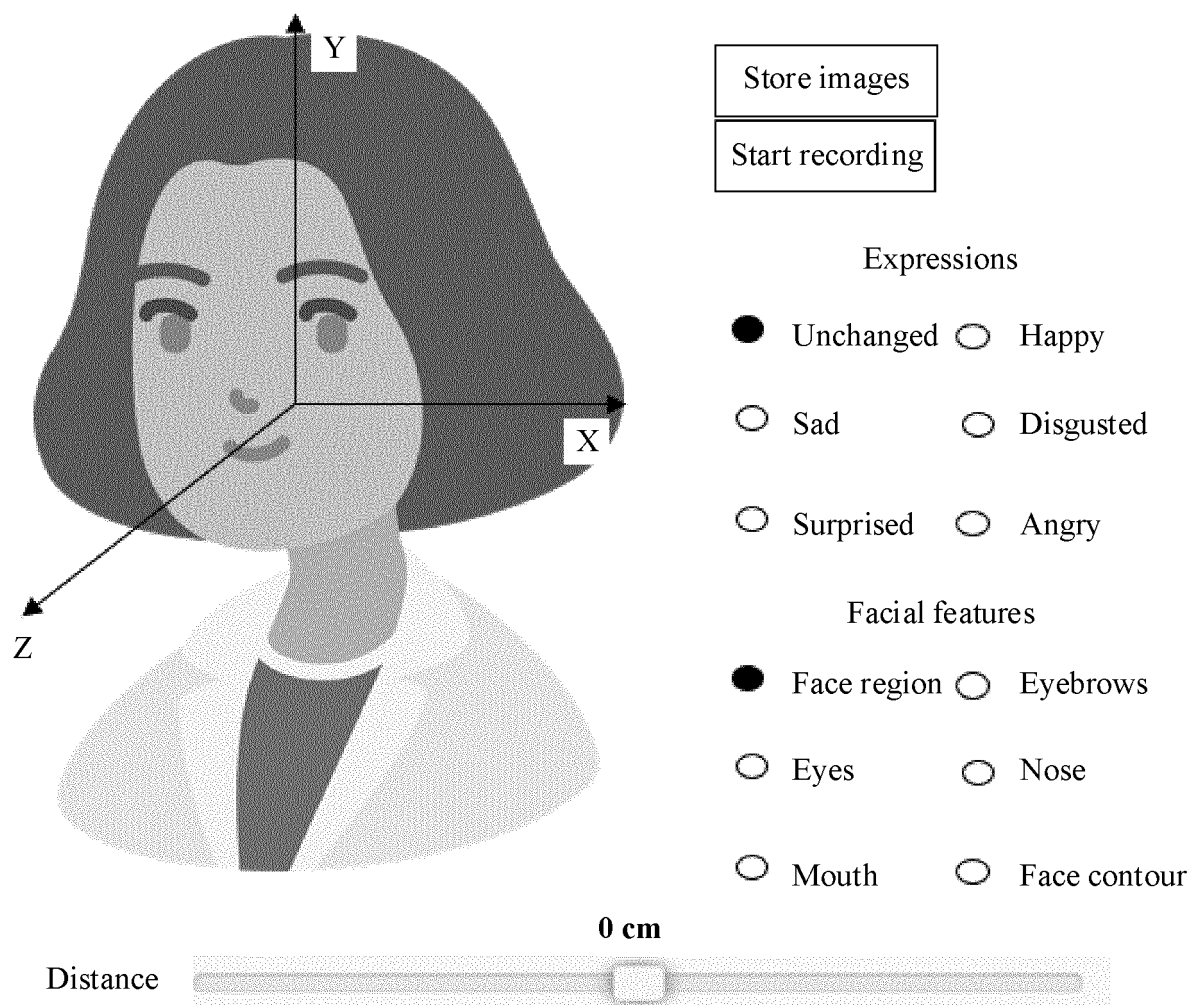 Y
X
Z
Store images
Start recording
Expressions
Unchanged Happy
Sad Disgusted
Surprised Angry
Facial features
Face region Eyebrows
Eyes Nose
Mouth Face contour
0 cm
Distance